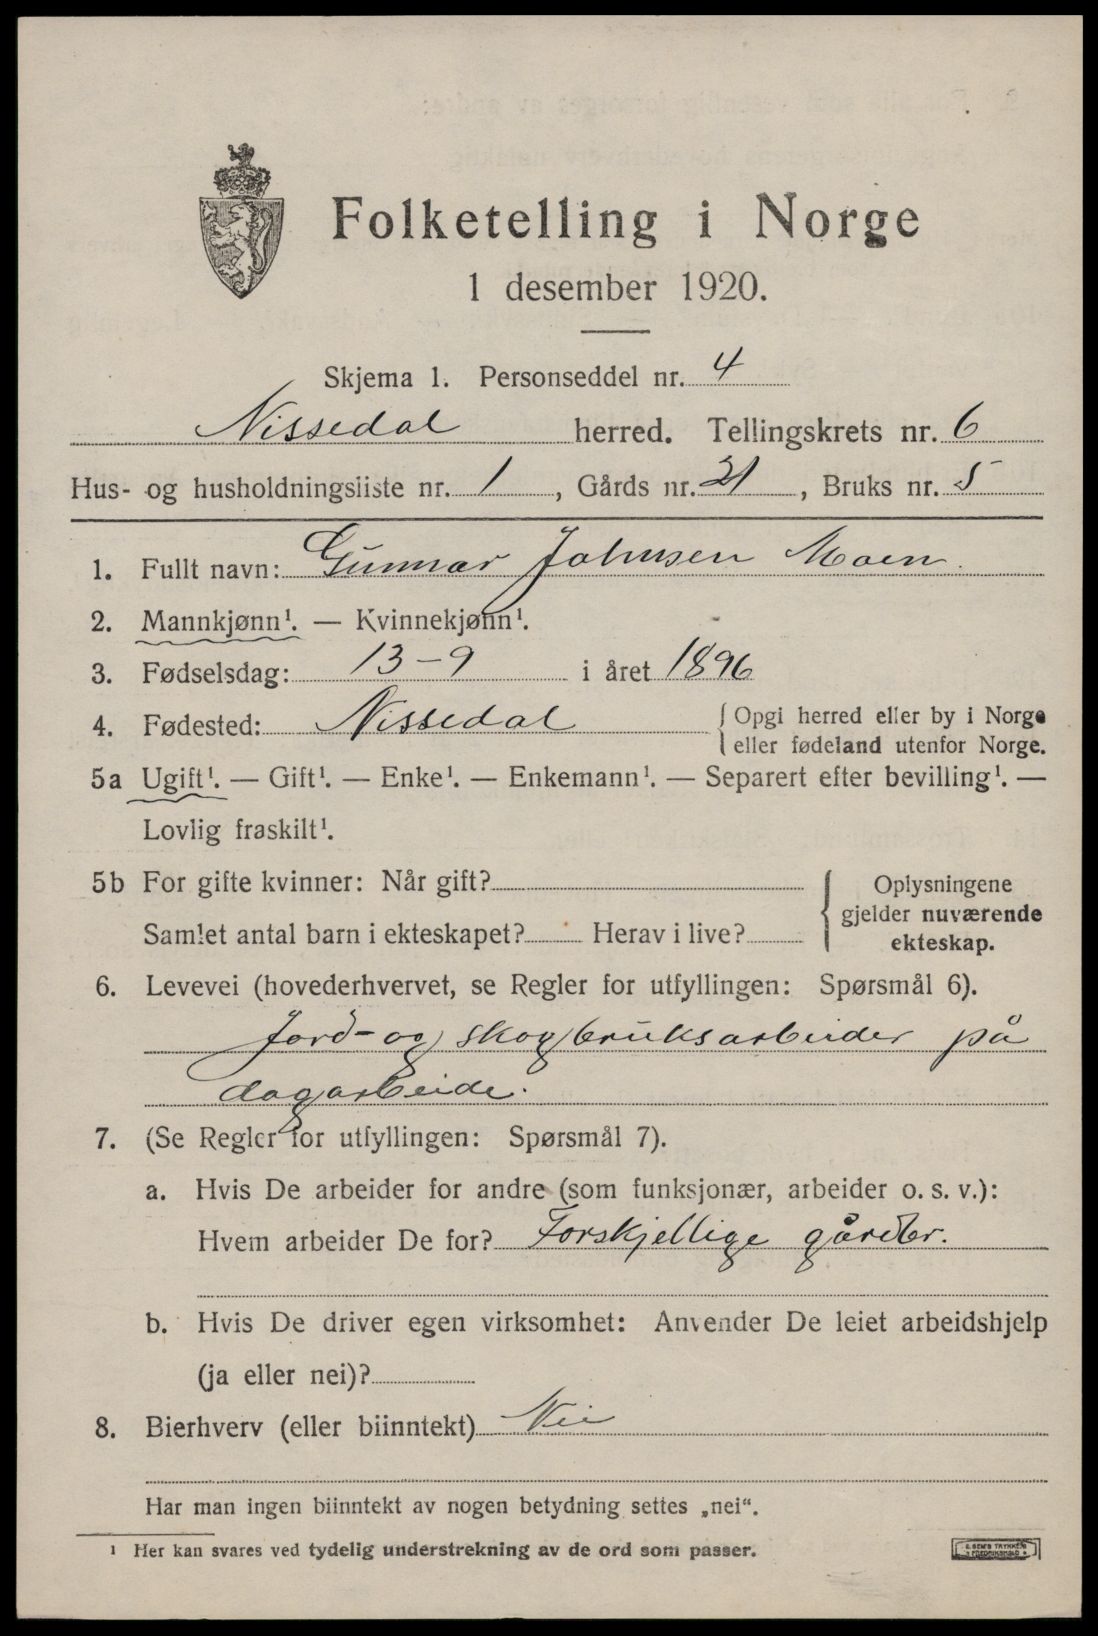 Folketelling i Norge
1 desember 1920.
Skjema 1. Personseddel nr. 4
Nissedal herred. Tellingskrets nr. 6
Hus- og husholdningsliste nr. 1, Gårds nr. 21, Bruks nr. 5
1. Fullt navn: Gunnar Johnsen Moen.
2. Mannkjønn¹. — Kvinnekjønn¹.
3. Fødselsdag: 13-9 i året 1896
4. Fødested: Nissedal { Opgi herred eller by i Norge
eller fødeland utenfor Norge.
5a Ugift¹. — Gift¹. — Enke¹. — Enkemann¹. — Separert efter bevilling¹. —
Lovlig fraskilt¹.
5b For gifte kvinner: Når gift?
Samlet antal barn i ekteskapet? Herav i live?
{ Oplysningene
gjelder nuværende
ekteskap.
6. Levevei (hovederhvervet, se Regler for utfyllingen: Spørsmål 6).
Jord- og skogbruksarbeider på
dagarbeide.
7. (Se Regler for utfyllingen: Spørsmål 7).
a. Hvis De arbeider for andre (som funksjonær, arbeider o. s. v.):
Hvem arbeider De for? Forskjellige gårder.
b. Hvis De driver egen virksomhet: Anvender De leiet arbeidshjelp
(ja eller nei)?
8. Bierhverv (eller biinntekt) Nei
Har man ingen biinntekt av nogen betydning settes „nei“.
¹ Her kan svares ved tydelig understrekning av de ord som passer.